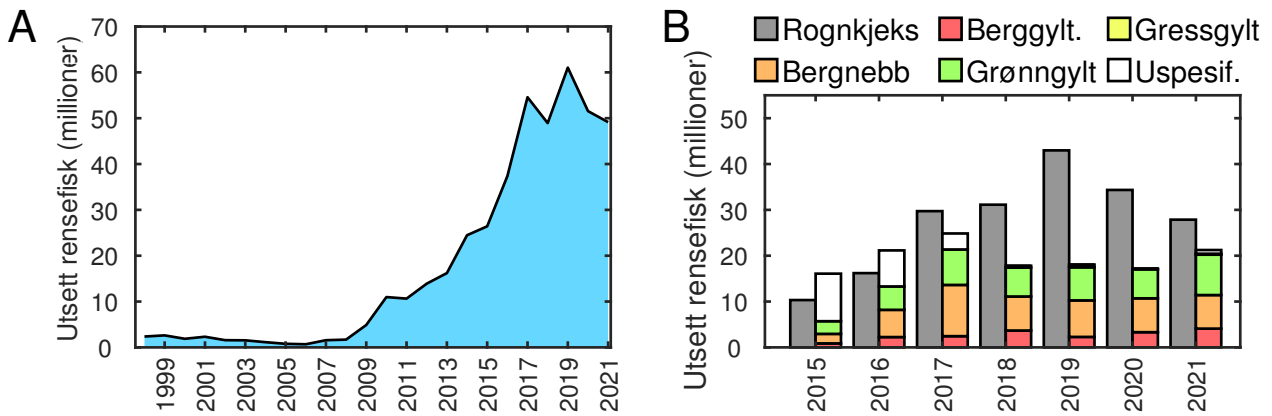 A
Utsett rensefisk (millioner)
70
60
50
40
30
20
10
0
1999 2001 2003 2005 2007 2009 2011 2013 2015 2017 2019 2021
B
Rognkjeks Berggylt. Gressgylt
Bergnebb Grønngylt Uspesif.
Utsett rensefisk (millioner)
50
40
30
20
10
0
2015 2016 2017 2018 2019 2020 2021